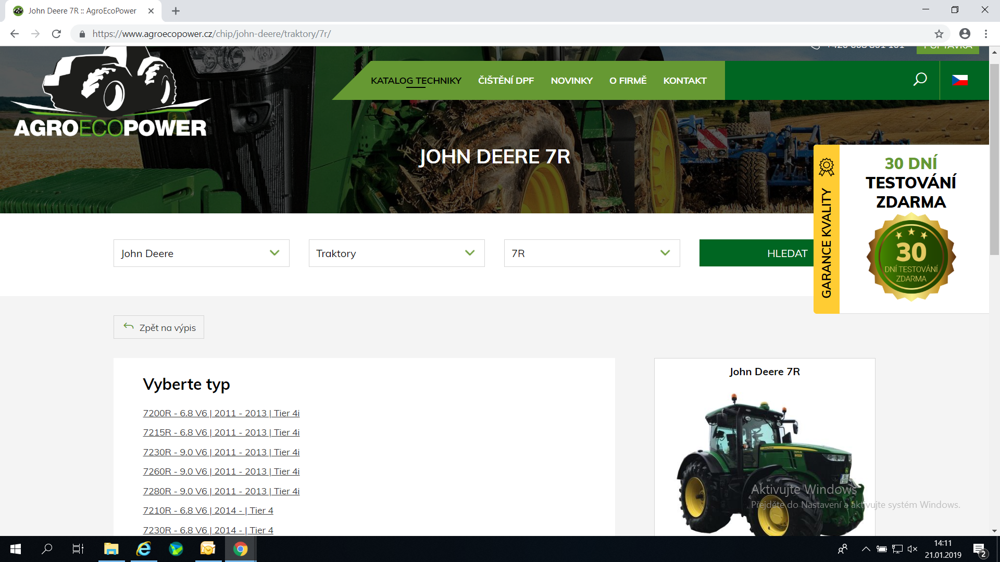 John Deere 7R :: AgroEcoPower
https://www.agroecopower.cz/chip/john-deere/traktory/7r/
POPTÁVKA
KATALOG TECHNIKY
ČIŠTĚNÍ DPF
NOVINKY
O FIRMĚ
KONTAKT
AGROECOPOWER
JOHN DEERE 7R
GARANCE KVALITY
30 DNÍ
TESTOVÁNÍ
ZDARMA
30
DNÍ TESTOVÁNÍ
ZDARMA
John Deere
Traktory
7R
HLEDAT
Zpět na výpis
Vyberte typ
7200R - 6.8 V6 | 2011 - 2013 | Tier 4i
7215R - 6.8 V6 | 2011 - 2013 | Tier 4i
7230R - 9.0 V6 | 2011 - 2013 | Tier 4i
7260R - 9.0 V6 | 2011 - 2013 | Tier 4i
7280R - 9.0 V6 | 2011 - 2013 | Tier 4i
7210R - 6.8 V6 | 2014 - | Tier 4
7230R - 6.8 V6 | 2014 - | Tier 4
John Deere 7R
Aktivujte Windows
Přejděte do Nastavení a aktivujte systém Windows.
14:11
21.01.2019
2